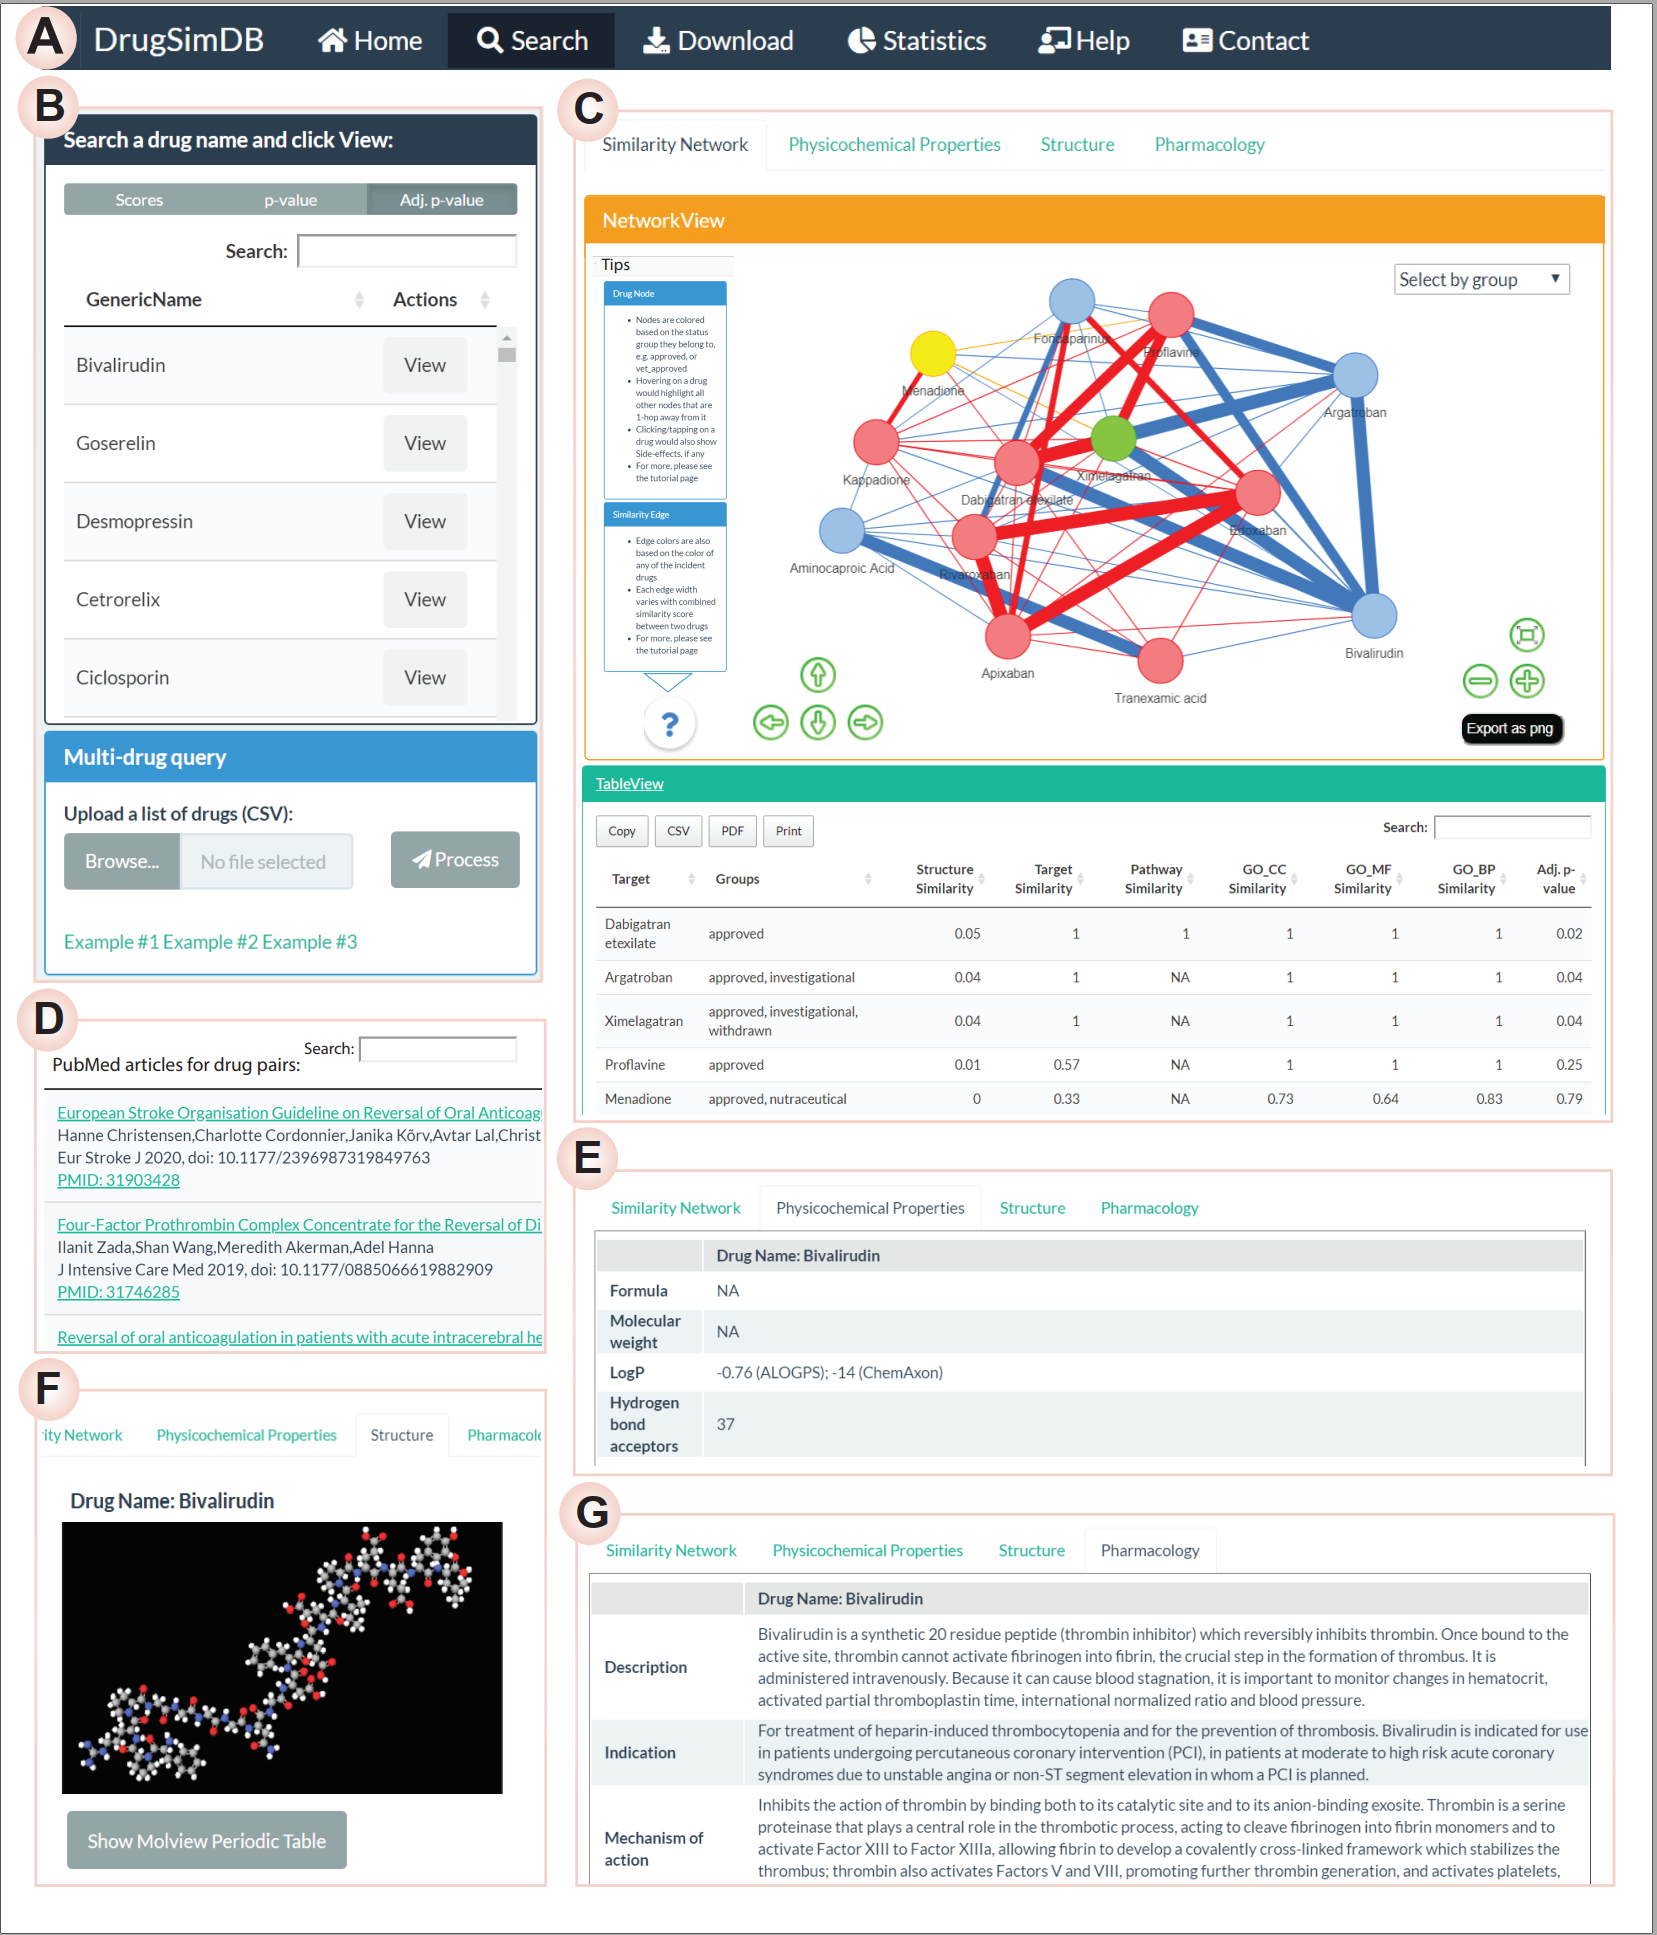 A
DrugSimDB Home Search Download Statistics Help Contact
B
Search a drug name and click View:
Scores p-value Adj. p-value
Search:
GenericName Actions
Bivalirudin View
Goserelin View
Desmopressin View
Cetrorelix View
Ciclosporin View
Multi-drug query
Upload a list of drugs (CSV):
Browse... No file selected Process
Example #1 Example #2 Example #3
C
Similarity Network Physicochemical Properties Structure Pharmacology
NetworkView
Tips
Drug Node
• Nodes are colored
based on the status
group they belong to,
e.g. approved, or
vet_approved
• Hovering on a drug
would highlight all
other nodes that are
1-hop away from it
• Clicking/tapping on a
drug would also show
Side-effects, if any
• For more, please see
the tutorial page
Similarity Edge
• Edge colors are also
based on the color of
any of the incident
drugs
• Each edge width
varies with combined
similarity score
between two drugs
• For more, please see
the tutorial page
?
Select by group
Fondaparinux
Proflavine
Menadione
Argatroban
Kappadione
Ximelagatran
Dabigatran etexilate
Edoxaban
Aminocaproic Acid
Rivaroxaban
Bivalirudin
Apixaban
Tranexamic acid
Export as png
TableView
Copy CSV PDF Print Search:
Target Groups Structure Similarity Target Similarity Pathway Similarity GO_CC Similarity GO_MF Similarity GO_BP Similarity Adj. p-value
Dabigatran etexilate approved 0.05 1 1 1 1 1 0.02
Argatroban approved, investigational 0.04 1 NA 1 1 1 0.04
Ximelagatran approved, investigational, withdrawn 0.04 1 NA 1 1 1 0.04
Proflavine approved 0.01 0.57 NA 1 1 1 0.25
Menadione approved, nutraceutical 0 0.33 NA 0.73 0.64 0.83 0.79
D
Search:
PubMed articles for drug pairs:
European Stroke Organisation Guideline on Reversal of Oral Anticoag
Hanne Christensen,Charlotte Cordonnier,Janika Kõrv,Avtar Lal,Christ
Eur Stroke J 2020, doi: 10.1177/2396987319849763
PMID: 31903428
Four-Factor Prothrombin Complex Concentrate for the Reversal of Di
Ilanit Zada,Shan Wang,Meredith Akerman,Adel Hanna
J Intensive Care Med 2019, doi: 10.1177/0885066619882909
PMID: 31746285
Reversal of oral anticoagulation in patients with acute intracerebral he
E
Similarity Network Physicochemical Properties Structure Pharmacology
Drug Name: Bivalirudin
Formula NA
Molecular weight NA
LogP -0.76 (ALOGPS); -14 (ChemAxon)
Hydrogen bond acceptors 37
F
ity Network Physicochemical Properties Structure Pharmacolo
Drug Name: Bivalirudin
Show Molview Periodic Table
G
Similarity Network Physicochemical Properties Structure Pharmacology
Drug Name: Bivalirudin
Description
Bivalirudin is a synthetic 20 residue peptide (thrombin inhibitor) which reversibly inhibits thrombin. Once bound to the
active site, thrombin cannot activate fibrinogen into fibrin, the crucial step in the formation of thrombus. It is
administered intravenously. Because it can cause blood stagnation, it is important to monitor changes in hematocrit,
activated partial thromboplastin time, international normalized ratio and blood pressure.
Indication
For treatment of heparin-induced thrombocytopenia and for the prevention of thrombosis. Bivalirudin is indicated for use
in patients undergoing percutaneous coronary intervention (PCI), in patients at moderate to high risk acute coronary
syndromes due to unstable angina or non-ST segment elevation in whom a PCI is planned.
Mechanism of action
Inhibits the action of thrombin by binding both to its catalytic site and to its anion-binding exosite. Thrombin is a serine
proteinase that plays a central role in the thrombotic process, acting to cleave fibrinogen into fibrin monomers and to
activate Factor XIII to Factor XIIIa, allowing fibrin to develop a covalently cross-linked framework which stabilizes the
thrombus; thrombin also activates Factors V and VIII, promoting further thrombin generation, and activates platelets,